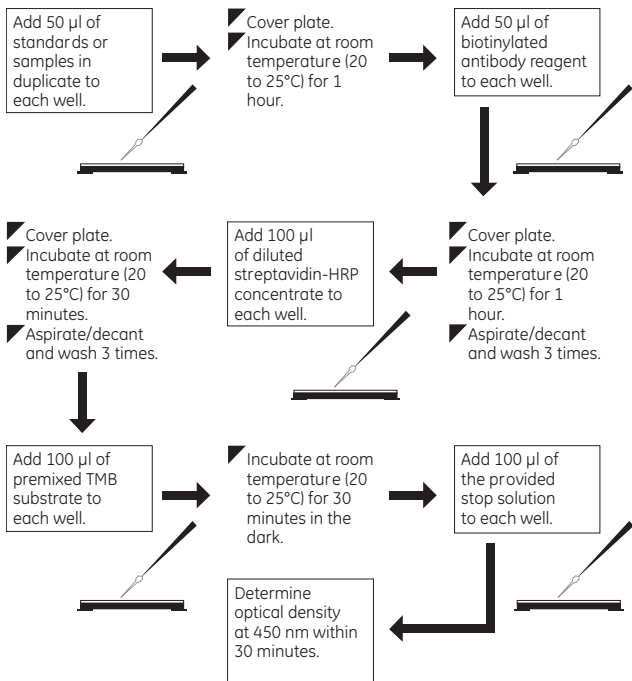 Add 50 µl of
standards or
samples in
duplicate to
each well.
Cover plate.
Incubate at room
temperature (20
to 25°C) for 1
hour.
Add 50 µl of
biotinylated
antibody reagent
to each well.
Cover plate.
Incubate at room
temperature (20
to 25°C) for 1
hour.
Aspirate/decant
and wash 3 times.
Add 100 µl
of diluted
streptavidin-HRP
concentrate to
each well.
Cover plate.
Incubate at room
temperature (20
to 25°C) for 30
minutes.
Aspirate/decant
and wash 3 times.
Add 100 µl of
premixed TMB
substrate to
each well.
Incubate at room
temperature (20
to 25°C) for 30
minutes in the
dark.
Add 100 µl of
the provided
stop solution
to each well.
Determine
optical density
at 450 nm within
30 minutes.